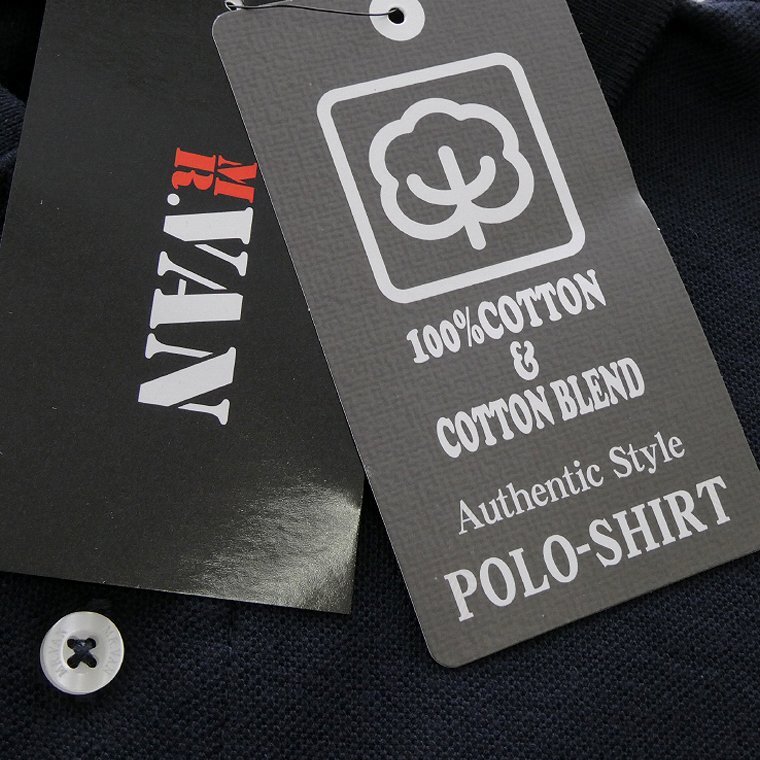 MR.VAN
100%COTTON
&
COTTON BLEND
Authentic Style
POLO-SHIRT